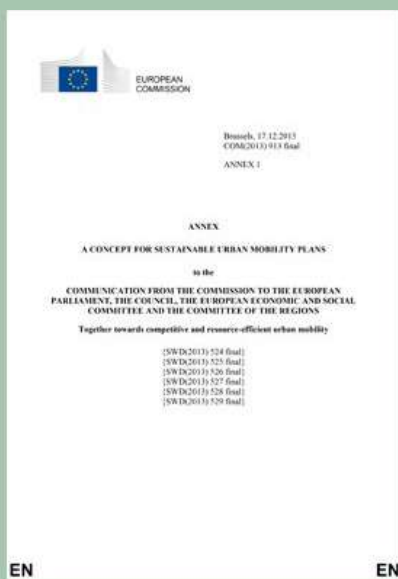 EUROPEAN
COMMISSION
Brussels, 17.12.2013
COM(2013) 913 final
ANNEX 1
ANNEX
A CONCEPT FOR SUSTAINABLE URBAN MOBILITY PLANS
to the
COMMUNICATION FROM THE COMMISSION TO THE EUROPEAN
PARLIAMENT, THE COUNCIL, THE EUROPEAN ECONOMIC AND SOCIAL
COMMITTEE AND THE COMMITTEE OF THE REGIONS
Together towards competitive and resource-efficient urban mobility
{SWD(2013) 524 final}
{SWD(2013) 525 final}
{SWD(2013) 526 final}
{SWD(2013) 527 final}
{SWD(2013) 528 final}
{SWD(2013) 529 final}
EN EN